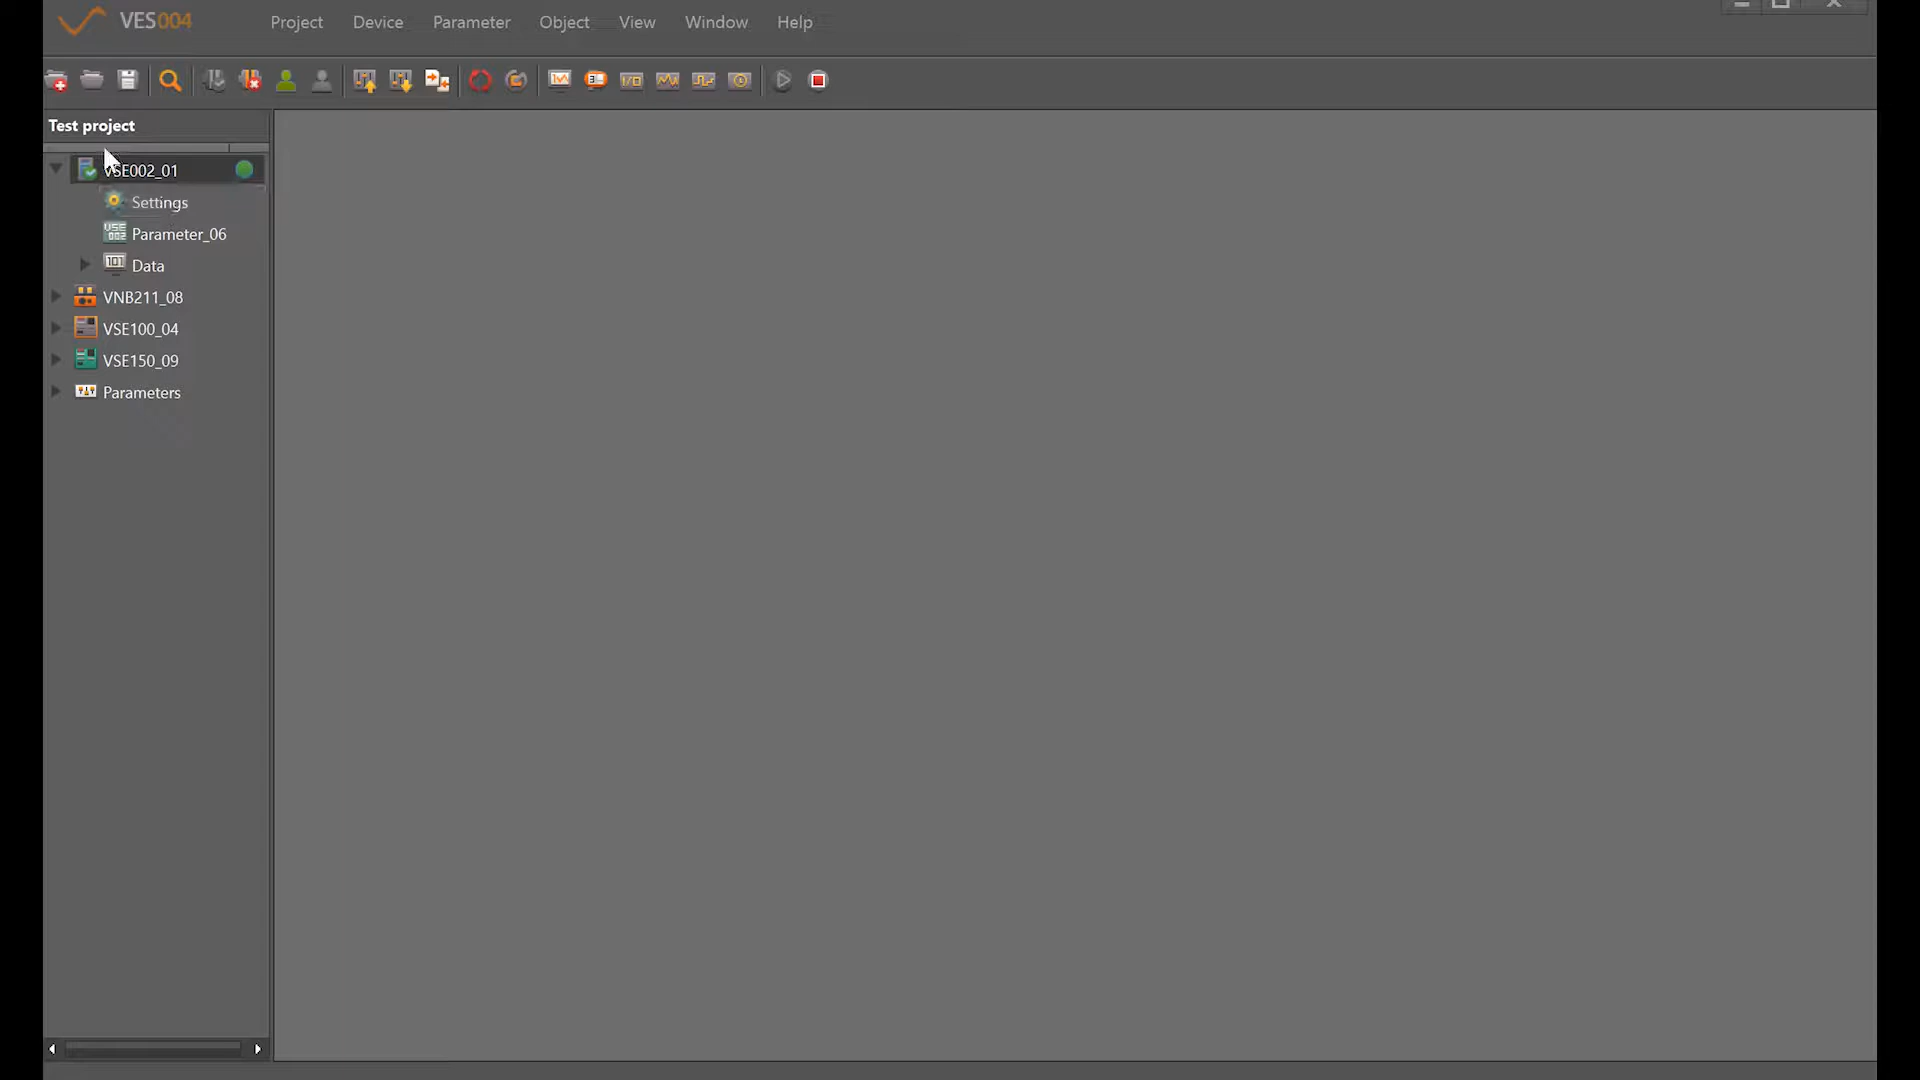 VES004
Project Device Parameter Object View Window Help
Test project
VSE002_01
Settings
Parameter_06
Data
VNB211_08
VSE100_04
VSE150_09
Parameters